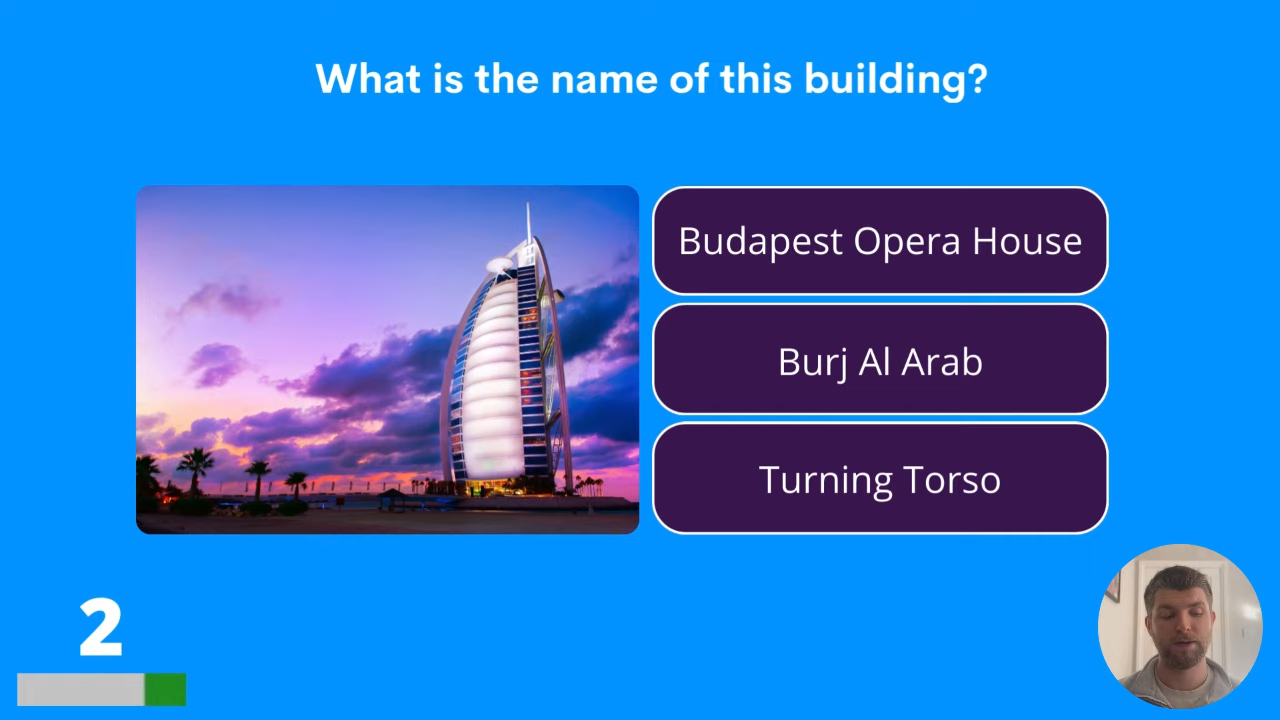 What is the name of this building?
Budapest Opera House
Burj Al Arab
Turning Torso
2